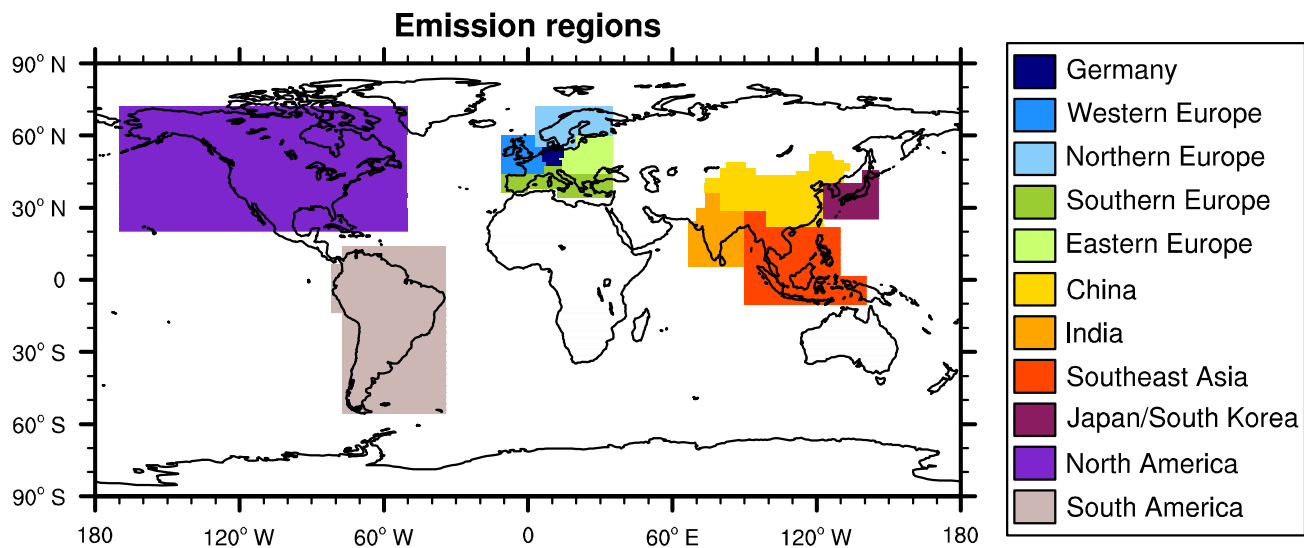 Emission regions
90° N
60° N
30° N
0
30° S
60° S
90° S
180
120° W
60° W
0
60° E
120° W
180
Germany
Western Europe
Northern Europe
Southern Europe
Eastern Europe
China
India
Southeast Asia
Japan/South Korea
North America
South America